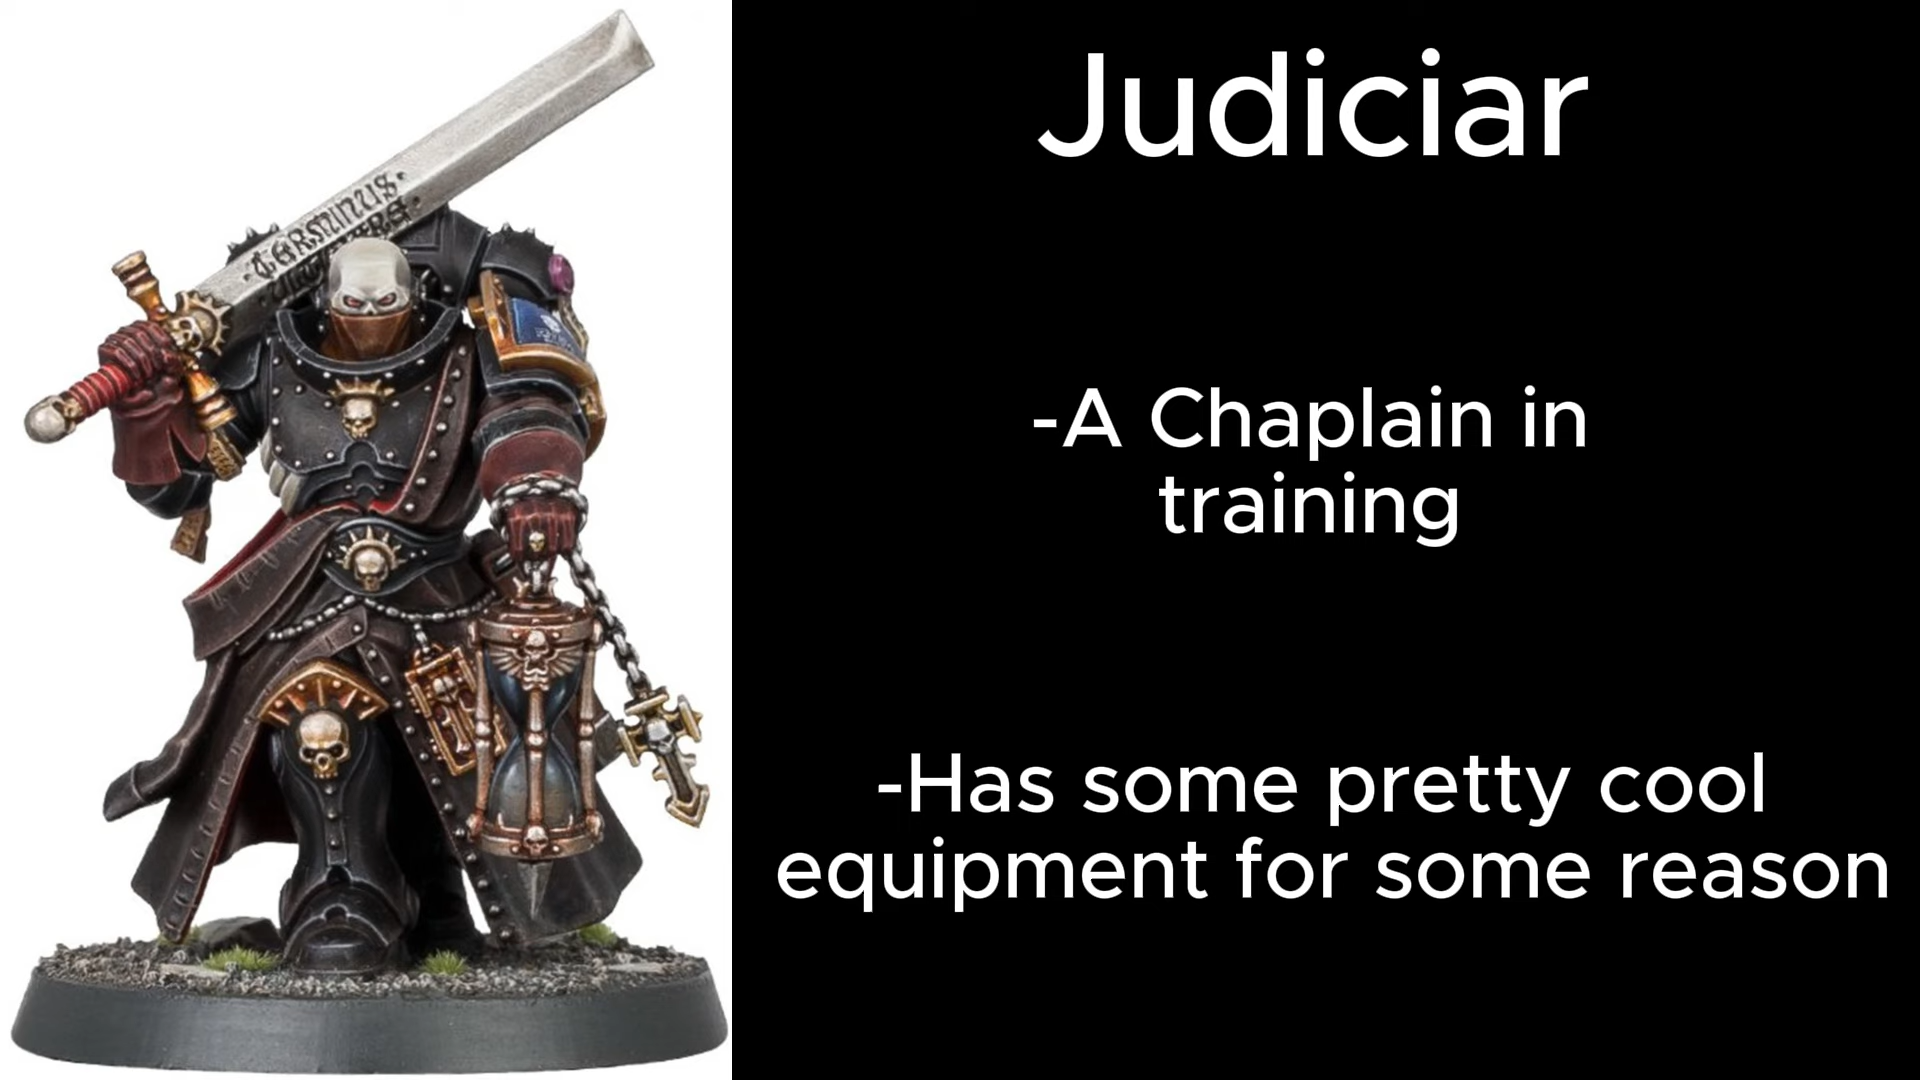 Judiciar
-A Chaplain in
training
-Has some pretty cool
equipment for some reason